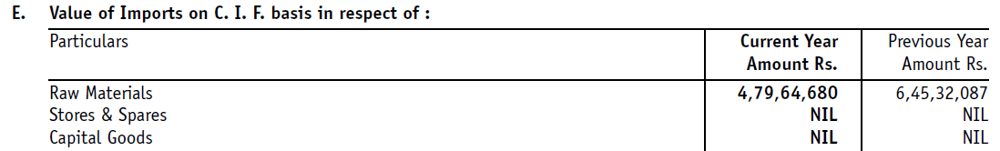 E. Value of Imports on C. I. F. basis in respect of :
Particulars Current Year Previous Year
Amount Rs. Amount Rs.
Raw Materials 4,79,64,680 6,45,32,087
Stores & Spares NIL NIL
Capital Goods NIL NIL